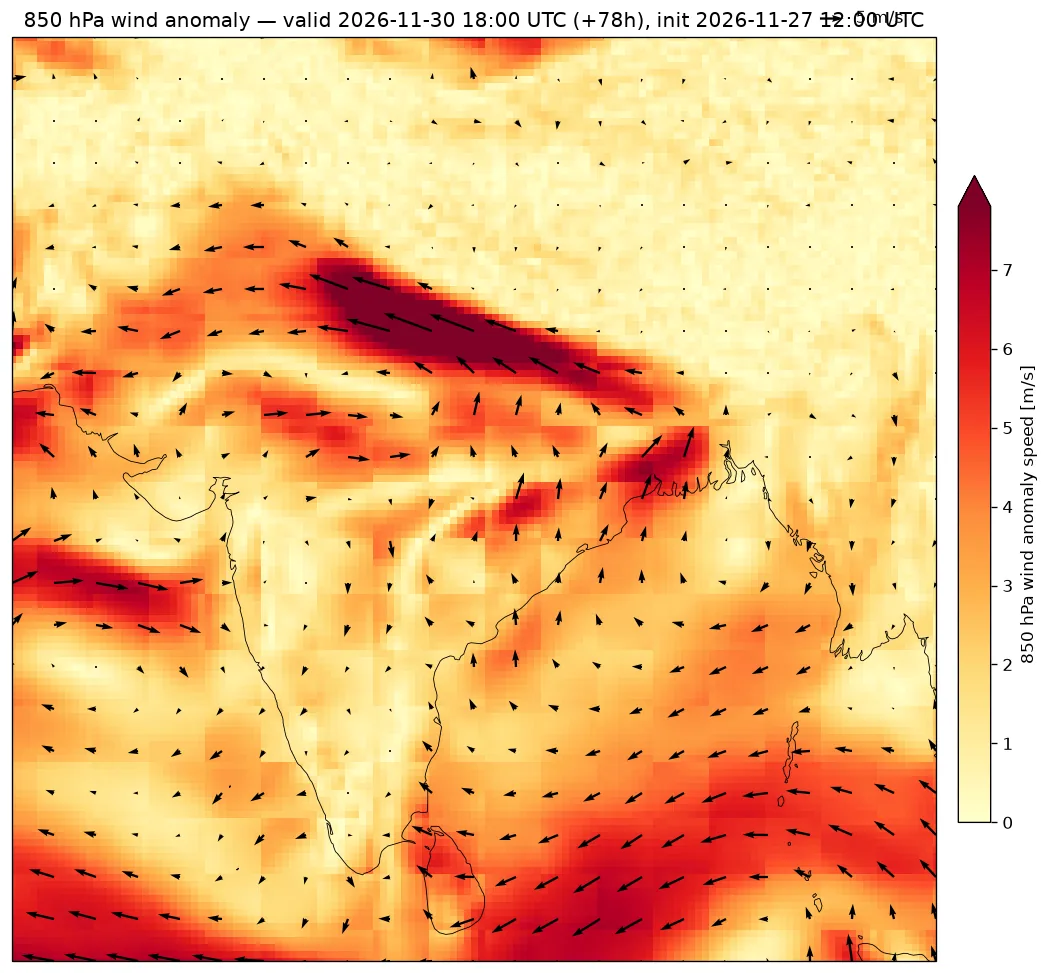 850 hPa wind anomaly — valid 2026-11-30 18:00 UTC (+78h), init 2026-11-27 12:00 UTC
5 m/s
7
6
5
4
3
2
1
0
850 hPa wind anomaly speed [m/s]